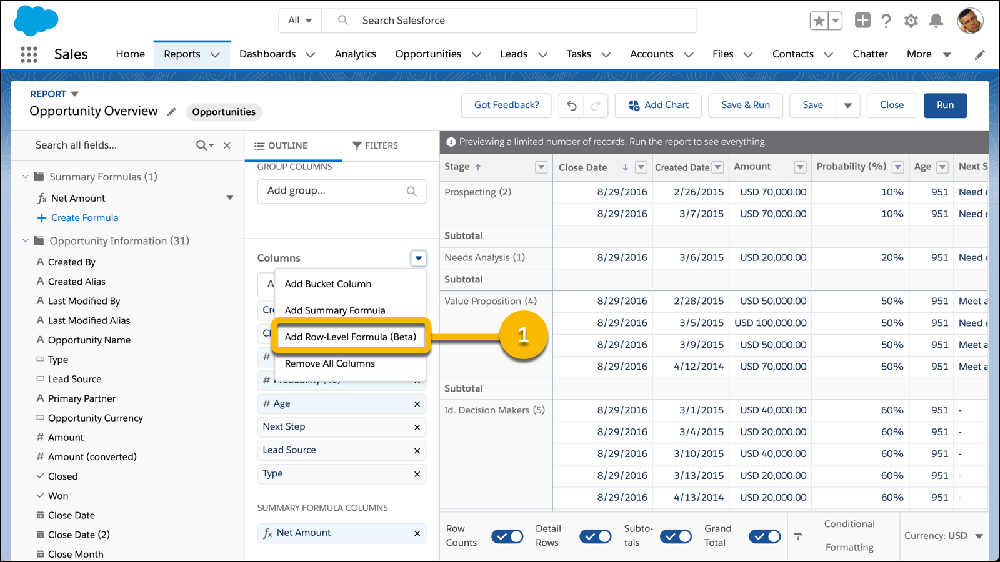 All
Search Salesforce
Sales
Home
Reports
Dashboards
Analytics
Opportunities
Leads
Tasks
Accounts
Files
Contacts
Chatter
More
REPORT
Opportunity Overview
Opportunities
Got Feedback?
Add Chart
Save & Run
Save
Close
Run
Search all fields...
Summary Formulas (1)
fx Net Amount
+ Create Formula
Opportunity Information (31)
A Created By
A Created Alias
A Last Modified By
A Last Modified Alias
A Opportunity Name
Type
Lead Source
A Primary Partner
Opportunity Currency
# Amount
# Amount (converted)
Closed
Won
Close Date
Close Date (2)
Close Month
OUTLINE
FILTERS
GROUP COLUMNS
Add group...
Columns
A
Add Bucket Column
Add Summary Formula
Add Row-Level Formula (Beta)
Remove All Columns
1
Cre
#
# Probability (%)
# Age
Next Step
Lead Source
Type
SUMMARY FORMULA COLUMNS
fx Net Amount
Previewing a limited number of records. Run the report to see everything.
Stage Close Date Created Date Amount Probability (%) Age Next S
Prospecting (2) 8/29/2016 2/26/2015 USD 70,000.00 10% 951 Need e
8/29/2016 3/7/2015 USD 70,000.00 10% 951 Need e
Subtotal
Needs Analysis (1) 8/29/2016 3/6/2015 USD 20,000.00 20% 951 Need e
Subtotal
Value Proposition (4) 8/29/2016 2/28/2015 USD 50,000.00 50% 951 Meet a
8/29/2016 3/5/2015 USD 100,000.00 50% 951 Need e
8/29/2016 3/9/2015 USD 50,000.00 50% 951 Meet a
8/29/2016 4/12/2014 USD 70,000.00 50% 951 Meet a
Subtotal
Id. Decision Makers (5) 8/29/2016 3/1/2015 USD 40,000.00 60% 951 -
8/29/2016 3/4/2015 USD 20,000.00 60% 951 -
8/29/2016 3/10/2015 USD 40,000.00 60% 951 -
8/29/2016 3/13/2015 USD 20,000.00 60% 951 -
8/29/2016 4/13/2014 USD 20,000.00 60% 951 -
Row
Counts
Detail
Rows
Subto-
tals
Grand
Total
Conditional
Formatting
Currency: USD